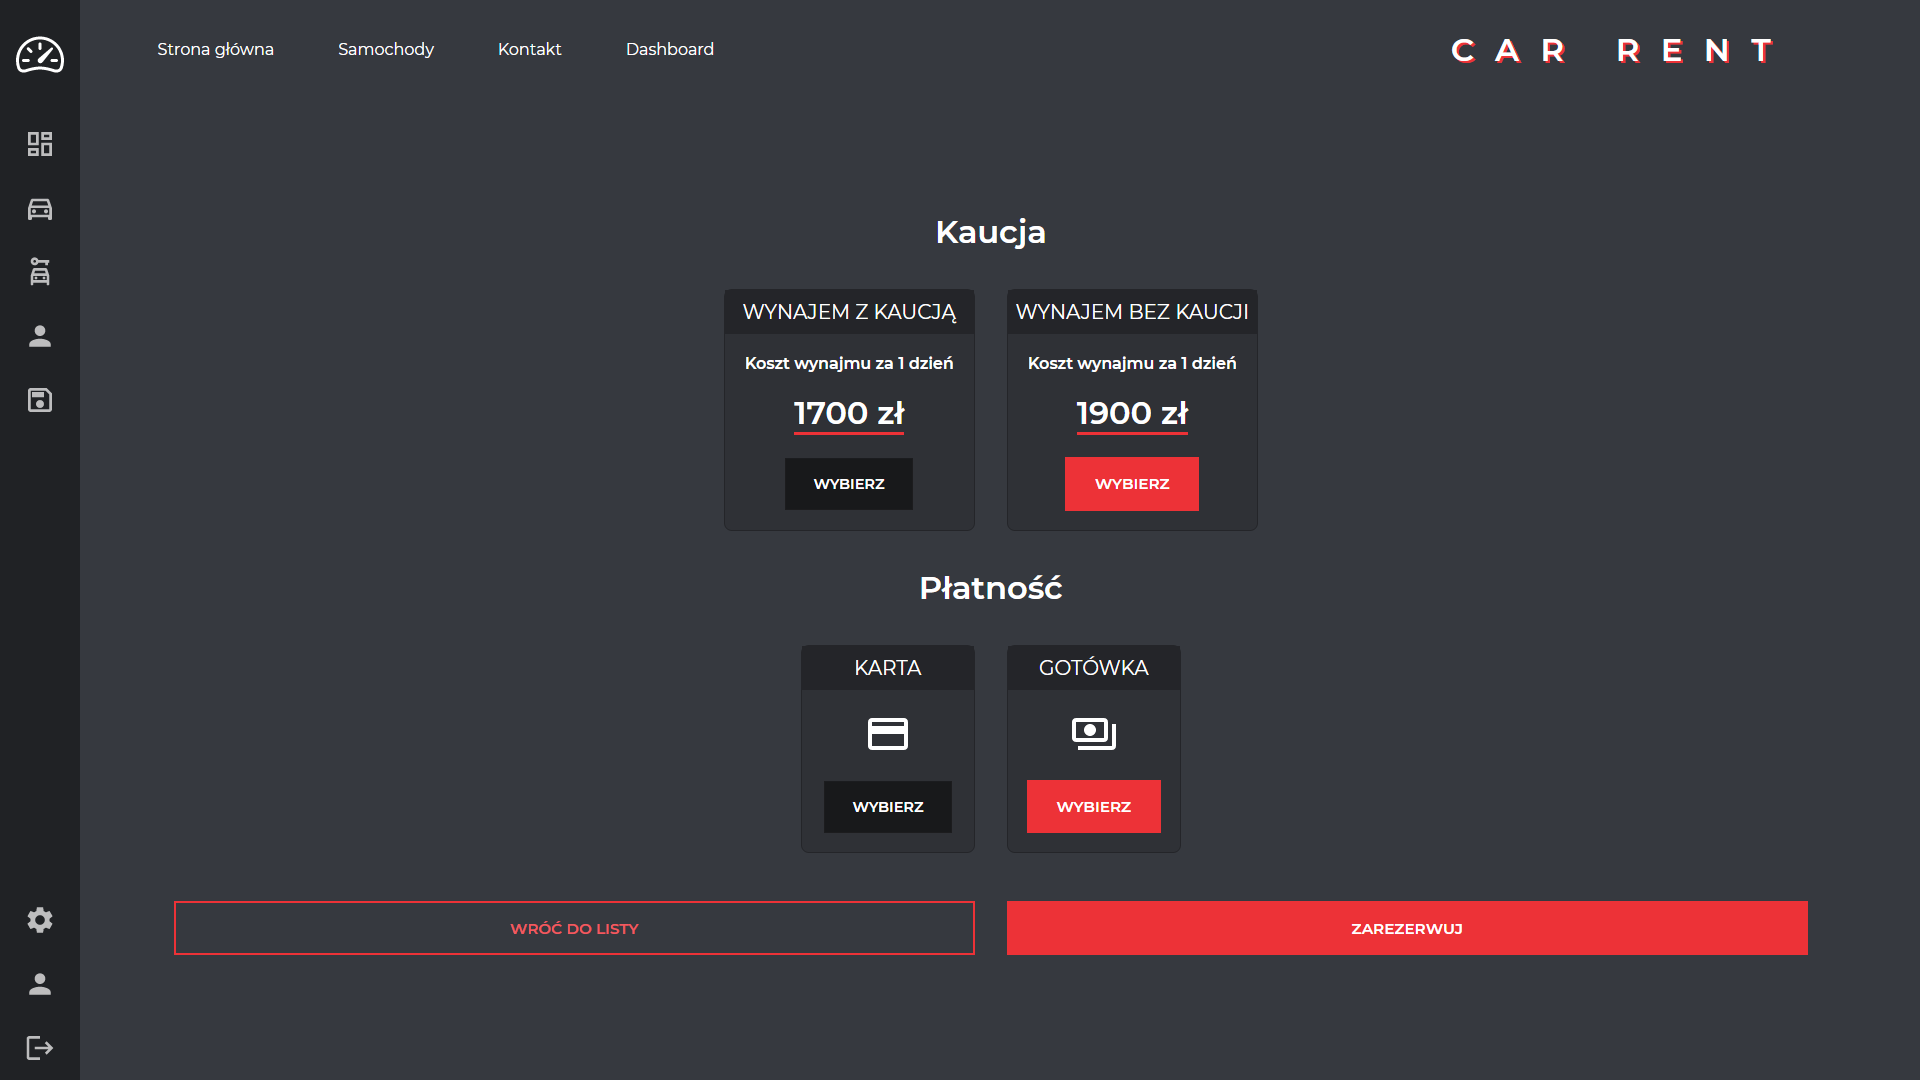 Strona główna
Samochody
Kontakt
Dashboard
CAR RENT
Kaucja
WYNAJEM Z KAUCJĄ
Koszt wynajmu za 1 dzień
1700 zł
WYBIERZ
WYNAJEM BEZ KAUCJI
Koszt wynajmu za 1 dzień
1900 zł
WYBIERZ
Płatność
KARTA
WYBIERZ
GOTÓWKA
WYBIERZ
WRÓĆ DO LISTY
ZAREZERWUJ